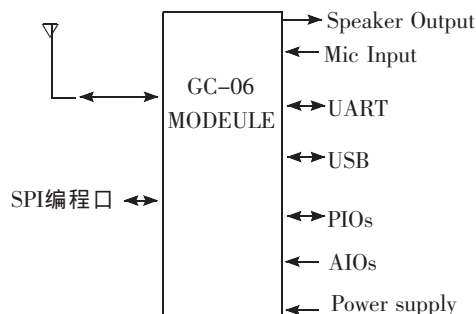 Speaker Output
Mic Input
GC-06
MODEULE
UART
USB
SPI编程口
PIOs
AIOs
Power supply